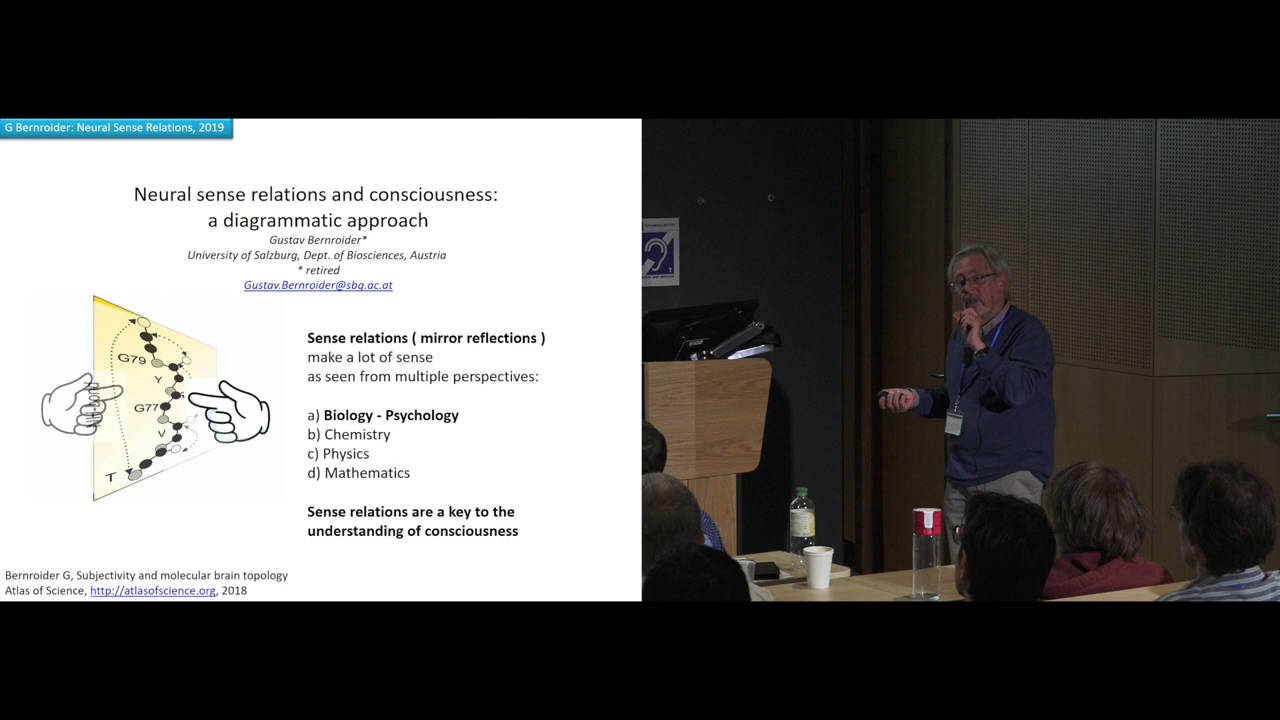 G Bernroider: Neural Sense Relations, 2019
Neural sense relations and consciousness:
a diagrammatic approach
Gustav Bernroider*
University of Salzburg, Dept. of Biosciences, Austria
* retired
Gustav.Bernroider@sbg.ac.at
G79
Y
G77
V
T
Sense relations ( mirror reflections )
make a lot of sense
as seen from multiple perspectives:
a) Biology - Psychology
b) Chemistry
c) Physics
d) Mathematics
Sense relations are a key to the
understanding of consciousness
Bernroider G, Subjectivity and molecular brain topology
Atlas of Science, http://atlasofscience.org, 2018
T